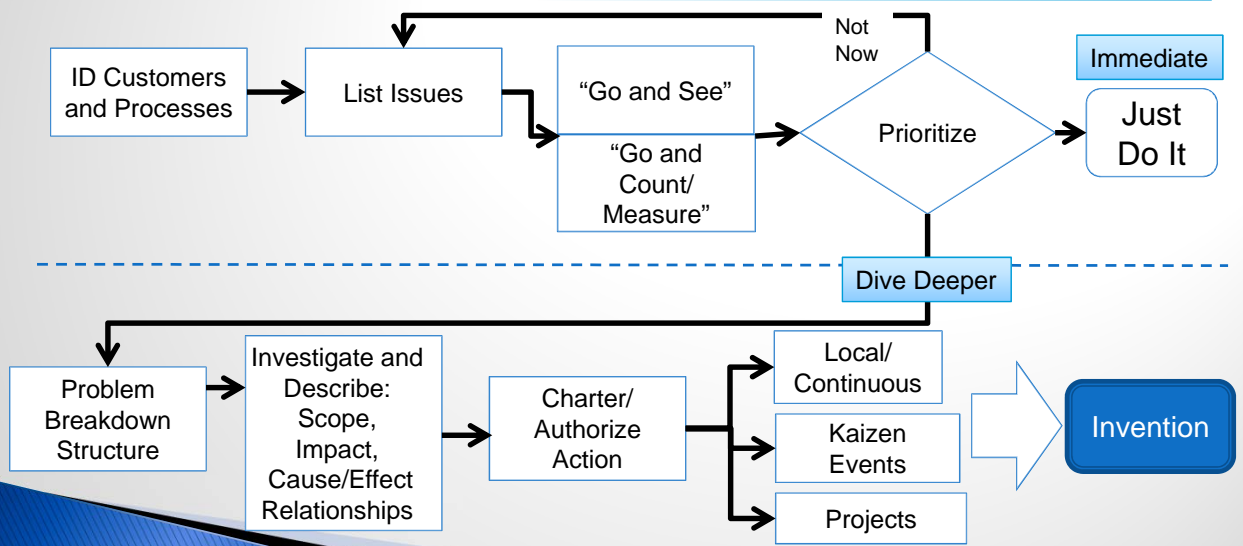 Not
Now
Immediate
ID Customers
and Processes
List Issues
“Go and See”
“Go and
Count/
Measure”
Prioritize
Just
Do It
Dive Deeper
Problem
Breakdown
Structure
Investigate and
Describe:
Scope,
Impact,
Cause/Effect
Relationships
Charter/
Authorize
Action
Local/
Continuous
Kaizen
Events
Projects
Invention